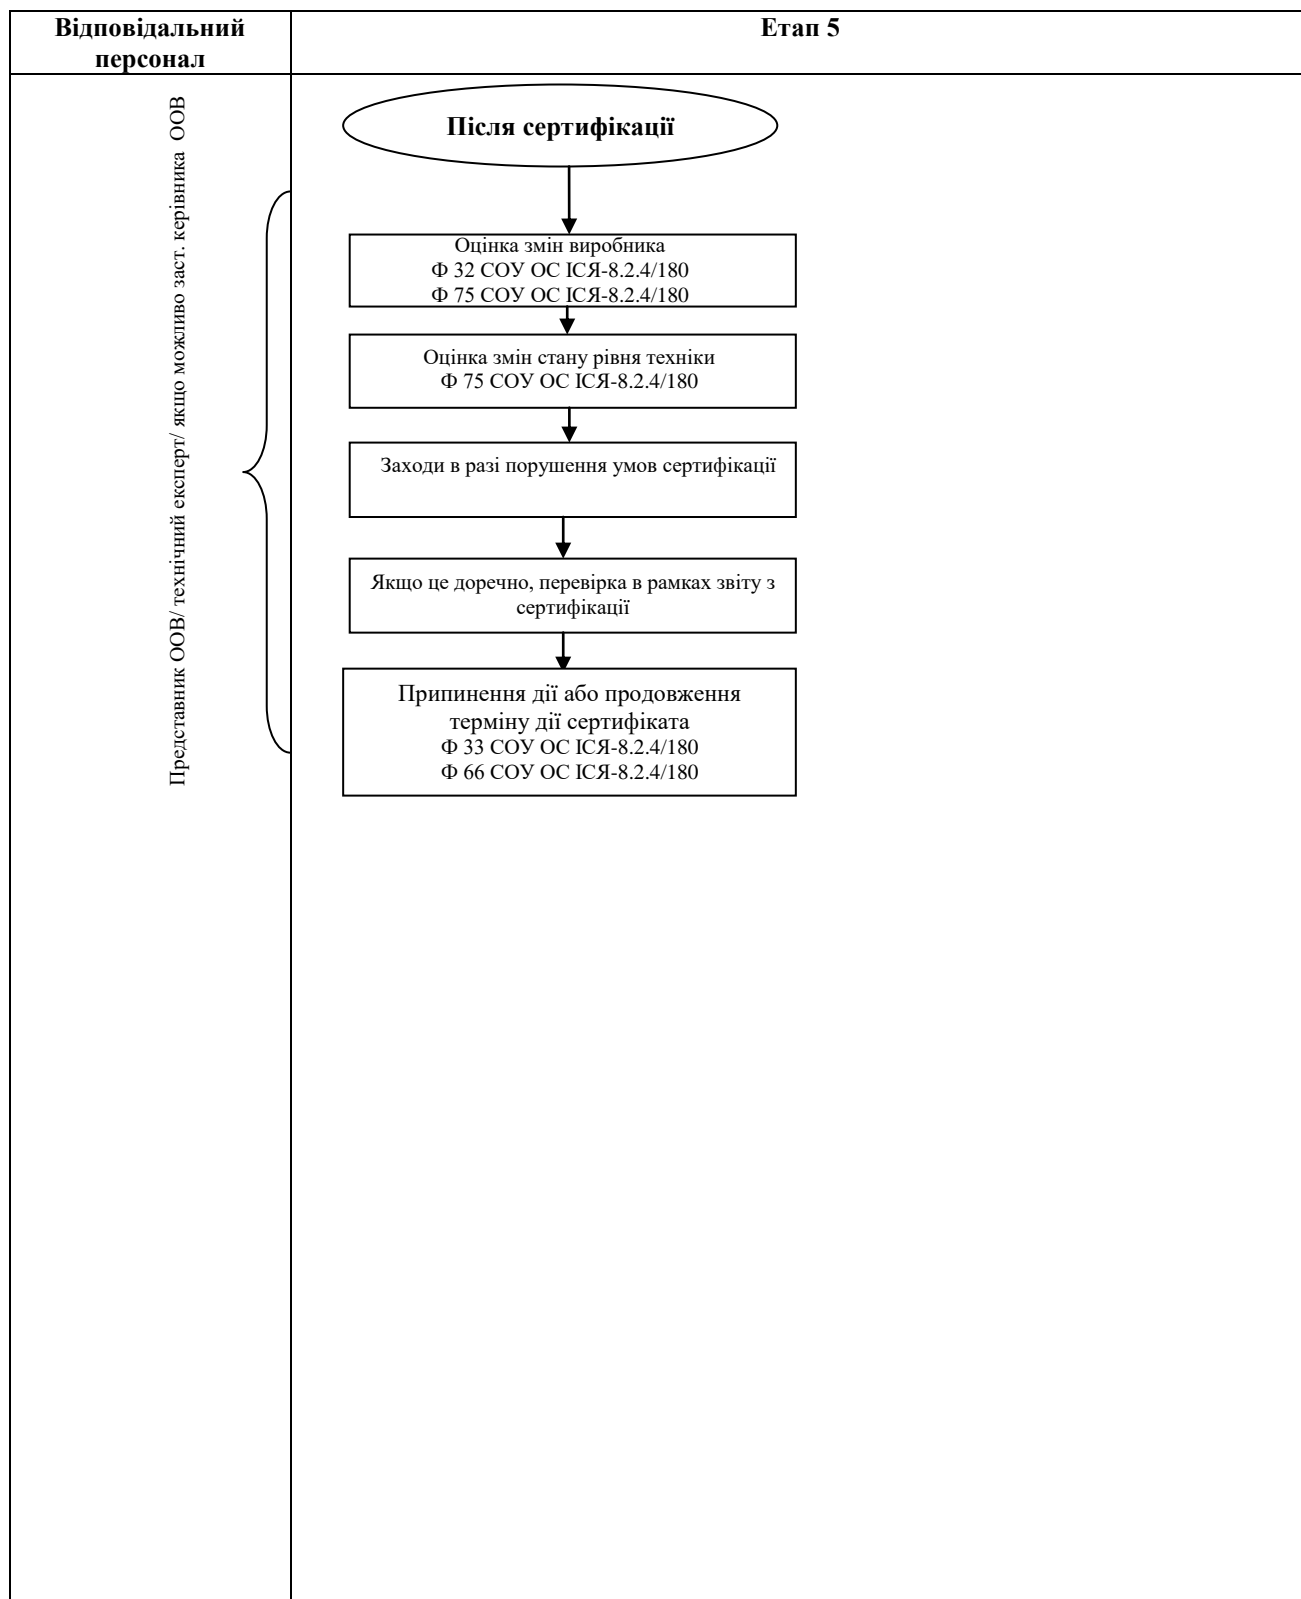 Відповідальний
персонал
Етап 5
Представник ООВ/ технічний експерт/ якщо можливо заст. керівника  ООВ
Після сертифікації
Оцінка змін виробника
Ф 32 СОУ ОС ІСЯ-8.2.4/180
Ф 75 СОУ ОС ІСЯ-8.2.4/180
Оцінка змін стану рівня техніки
Ф 75 СОУ ОС ІСЯ-8.2.4/180
Заходи в разі порушення умов сертифікації
Якщо це доречно, перевірка в рамках звіту з
сертифікації
Припинення дії або продовження
терміну дії сертифіката
Ф 33 СОУ ОС ІСЯ-8.2.4/180
Ф 66 СОУ ОС ІСЯ-8.2.4/180